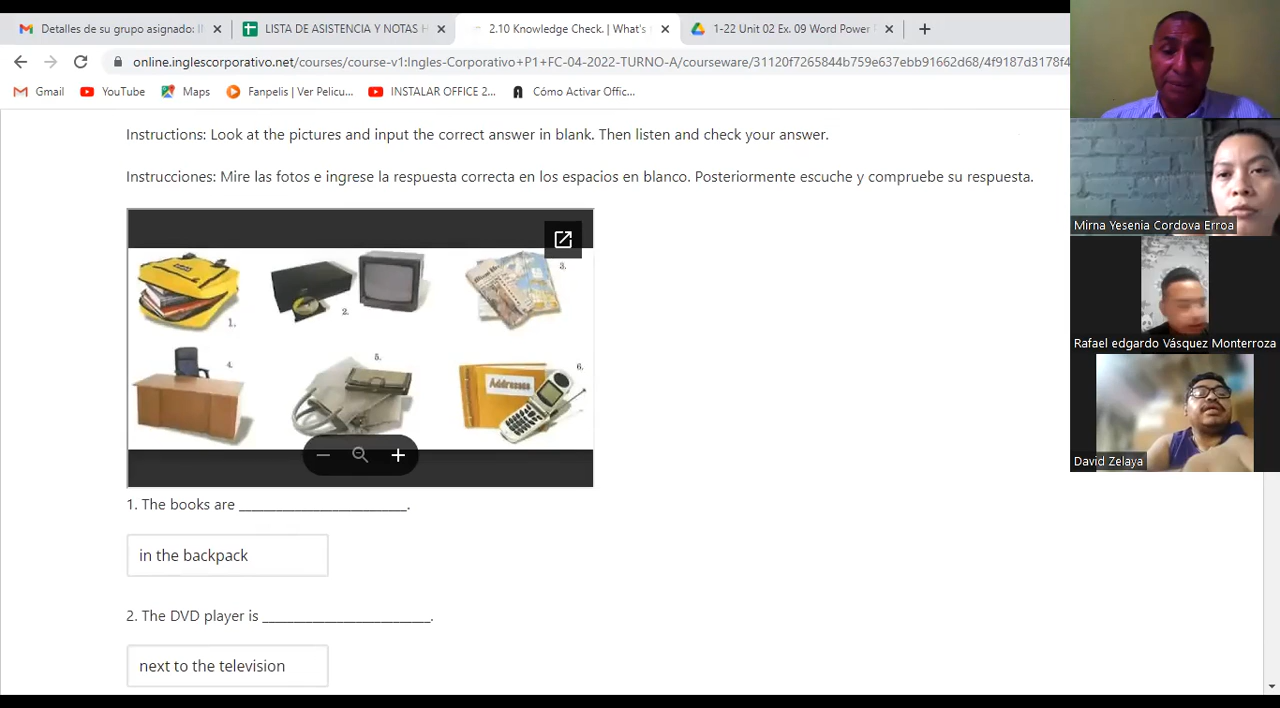 Detalles de su grupo asignado: I
LISTA DE ASISTENCIA Y NOTAS H
2.10 Knowledge Check. | What's
1-22 Unit 02 Ex. 09 Word Power
online.inglescorporativo.net/courses/course-v1:Ingles-Corporativo+P1+FC-04-2022-TURNO-A/courseware/31120f7265844b759e637ebb91662d68/4f9187d3178f4
Gmail
YouTube
Maps
Fanpelis | Ver Pelicu...
INSTALAR OFFICE 2...
Cómo Activar Offic...
Instructions: Look at the pictures and input the correct answer in blank. Then listen and check your answer.
Instrucciones: Mire las fotos e ingrese la respuesta correcta en los espacios en blanco. Posteriormente escuche y compruebe su respuesta.
1.
2.
3.
4.
5.
6.
Addresses
1. The books are ________________________.
in the backpack
2. The DVD player is ________________________.
next to the television
Mirna Yesenia Cordova Erroa
Rafael edgardo Vásquez Monterroza
David Zelaya